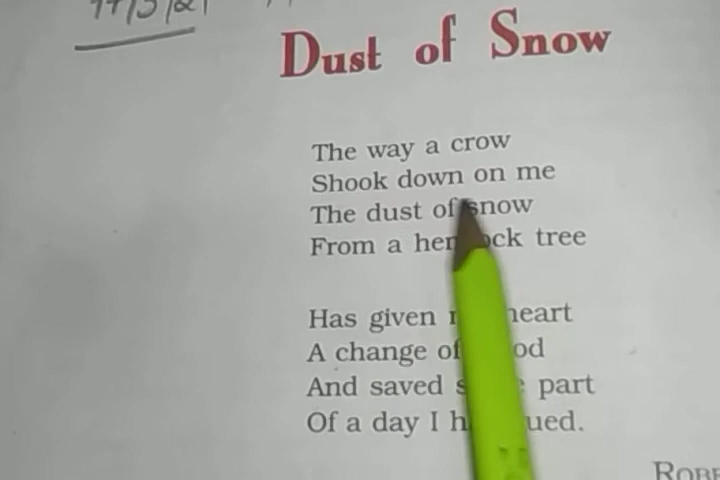 Dust of Snow
The way a crow
Shook down on me
The dust of snow
From a hemlock tree
Has given heart
A change of
And saved part
Of a day I